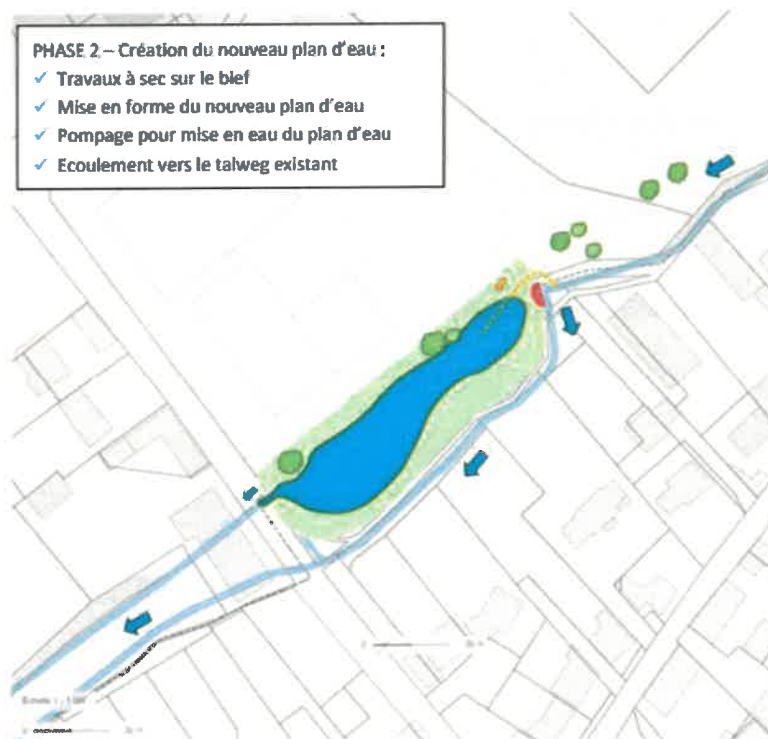 PHASE 2 – Création du nouveau plan d'eau :
✓ Travaux à sec sur le bief
✓ Mise en forme du nouveau plan d'eau
✓ Pompage pour mise en eau du plan d'eau
✓ Ecoulement vers le talweg existant